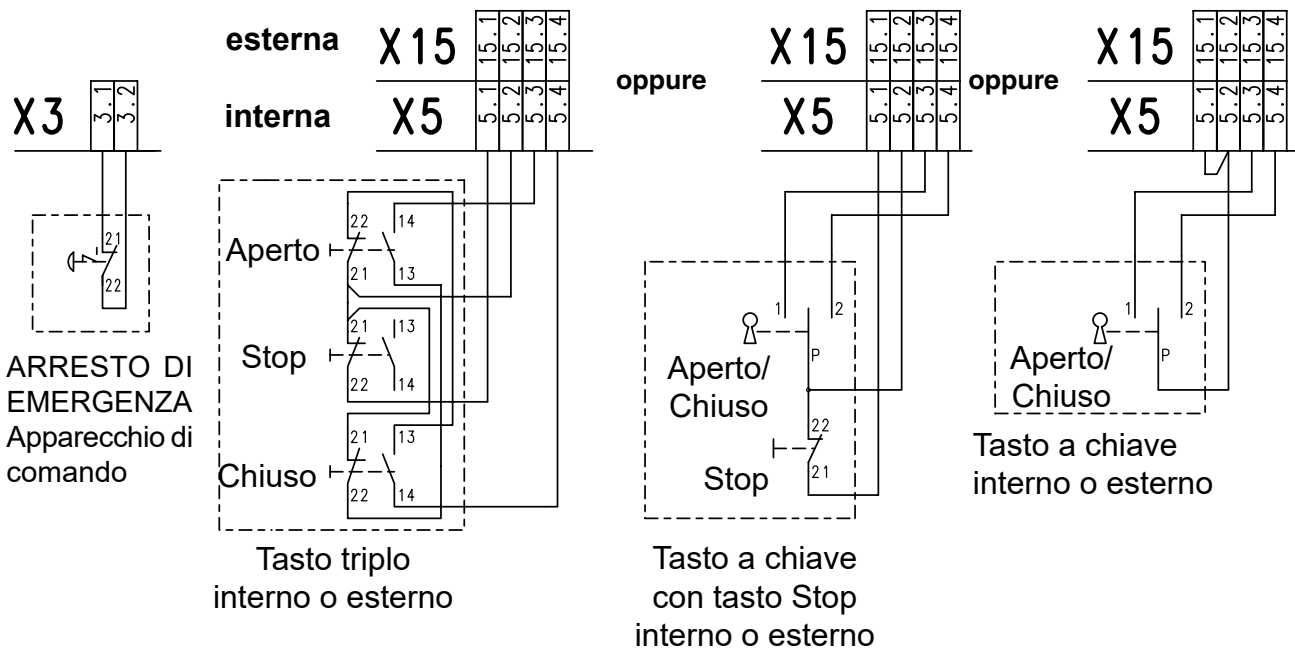 X3
3.1
3.2
21
22
ARRESTO DI
EMERGENZA
Apparecchio di
comando
esterna
X15
15.1
15.2
15.3
15.4
interna
X5
5.1
5.2
5.3
5.4
22
14
Aperto
21
13
21
13
Stop
22
14
21
13
Chiuso
22
14
Tasto triplo
interno o esterno
oppure
X15
15.1
15.2
15.3
15.4
X5
5.1
5.2
5.3
5.4
1
2
P
Aperto/
Chiuso
22
Stop
21
Tasto a chiave
con tasto Stop
interno o esterno
oppure
X15
15.1
15.2
15.3
15.4
X5
5.1
5.2
5.3
5.4
1
2
P
Aperto/
Chiuso
Tasto a chiave
interno o esterno